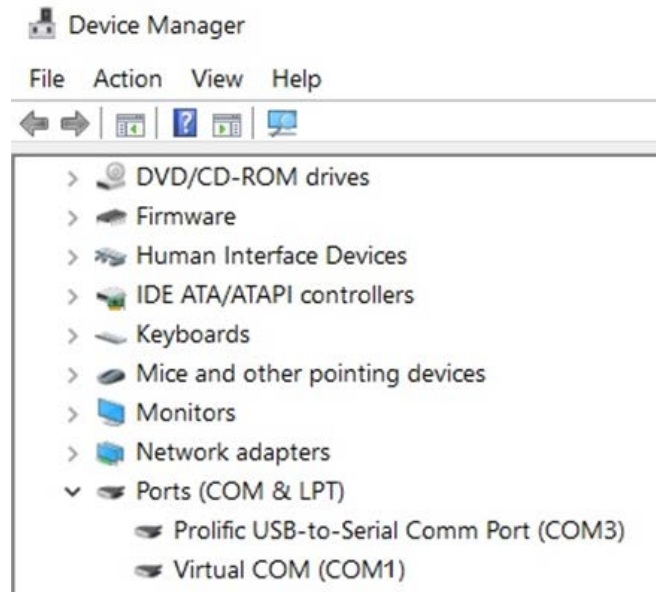 Device Manager
File Action View Help
DVD/CD-ROM drives
Firmware
Human Interface Devices
IDE ATA/ATAPI controllers
Keyboards
Mice and other pointing devices
Monitors
Network adapters
Ports (COM & LPT)
Prolific USB-to-Serial Comm Port (COM3)
Virtual COM (COM1)